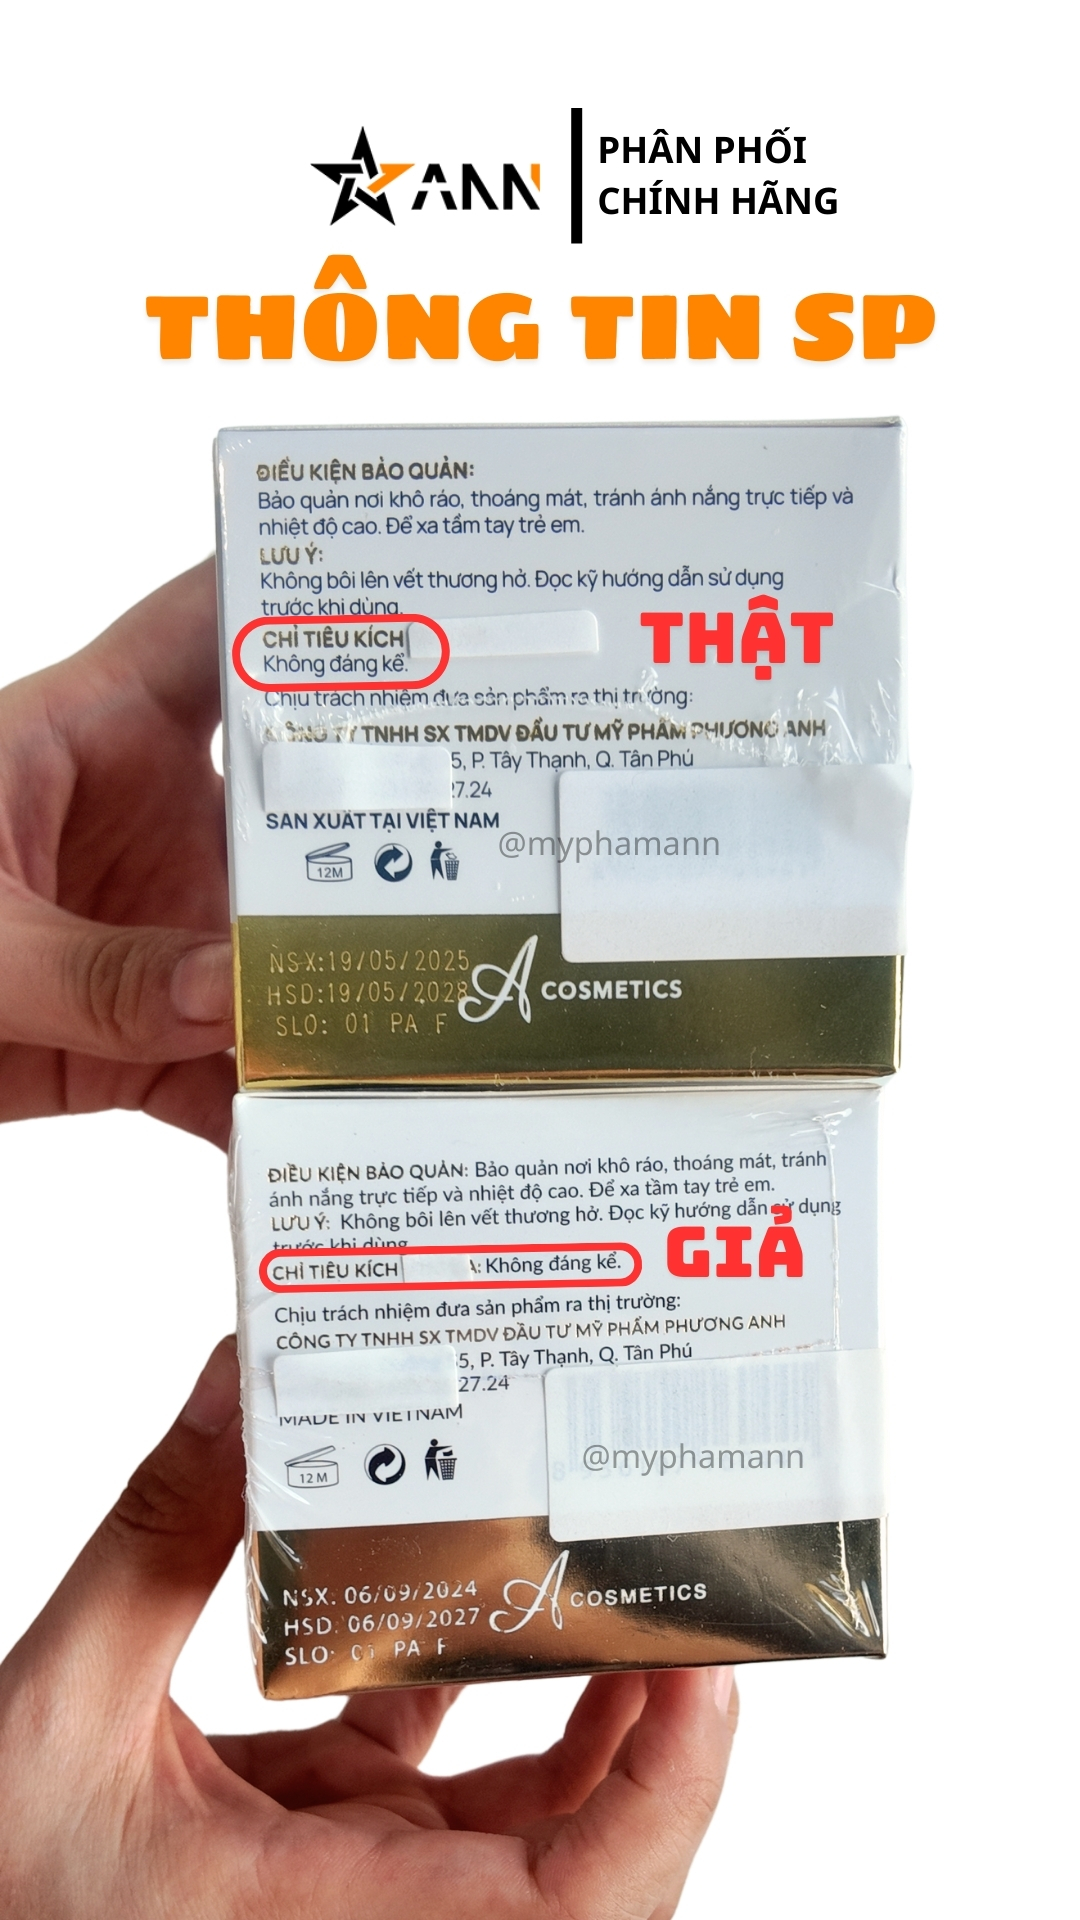 ANN
PHÂN PHỐI
CHÍNH HÃNG
THÔNG TIN SP
ĐIỀU KIỆN BẢO QUẢN:
Bảo quản nơi khô ráo, thoáng mát, tránh ánh nắng trực tiếp và
nhiệt độ cao. Để xa tầm tay trẻ em.
LƯU Ý:
Không bôi lên vết thương hở. Đọc kỹ hướng dẫn sử dụng
trước khi dùng.
CHỈ TIÊU KÍCH
Không đáng kể.
THẬT
Chịu trách nhiệm đưa sản phẩm ra thị trường:
CÔNG TY TNHH SX TMDV ĐẦU TƯ MỸ PHẨM PHƯƠNG ANH
5, P. Tây Thạnh, Q. Tân Phú
27.24
SẢN XUẤT TẠI VIỆT NAM
@myphamann
12M
NSX:19/05/2025
HSD:19/05/2028
SLO: 01 PA F
A COSMETICS
ĐIỀU KIỆN BẢO QUẢN: Bảo quản nơi khô ráo, thoáng mát, tránh
ánh nắng trực tiếp và nhiệt độ cao. Để xa tầm tay trẻ em.
LƯU Ý: Không bôi lên vết thương hở. Đọc kỹ hướng dẫn sử dụng
trước khi dùng
GIẢ
CHỈ TIÊU KÍCH A: Không đáng kể.
Chịu trách nhiệm đưa sản phẩm ra thị trường:
CÔNG TY TNHH SX TMDV ĐẦU TƯ MỸ PHẨM PHƯƠNG ANH
5, P. Tây Thạnh, Q. Tân Phú
27.24
MADE IN VIETNAM
@myphamann
12M
NSX: 06/09/2024
HSD: 06/09/2027
SLO: 01 PA F
A COSMETICS